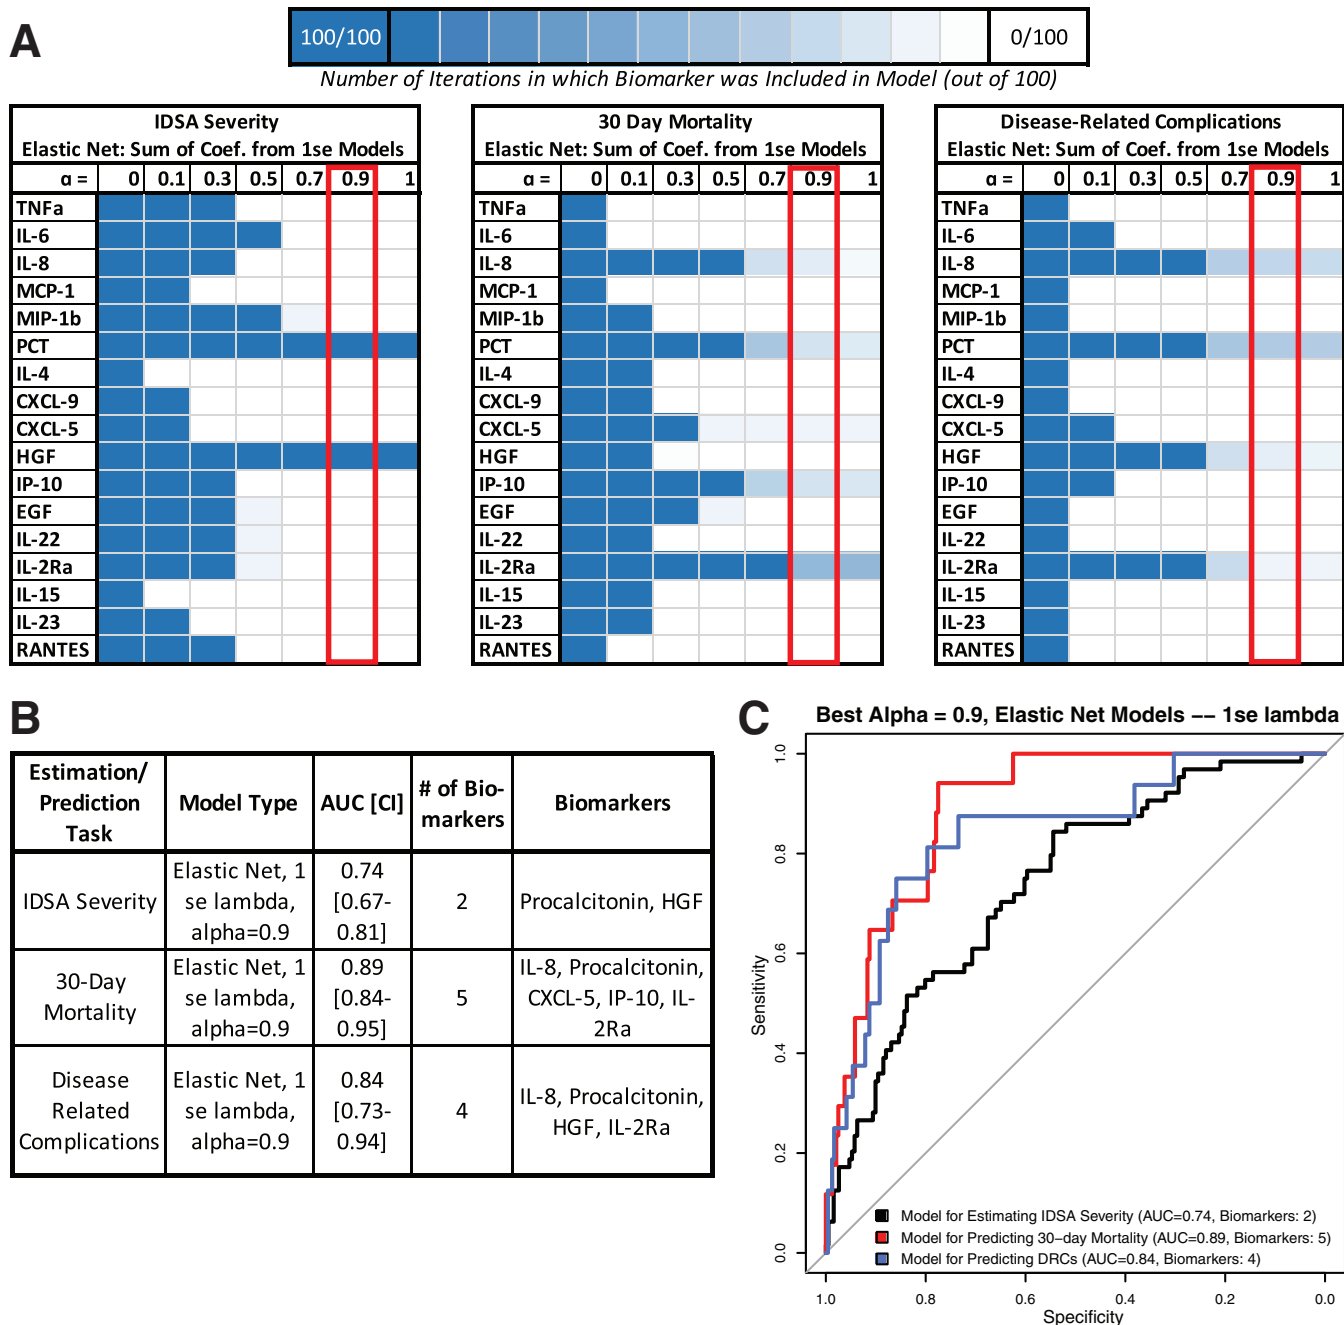 A
100/100
0/100
Number of Iterations in which Biomarker was Included in Model (out of 100)
IDSA Severity
Elastic Net: Sum of Coef. from 1se Models
α = 0 0.1 0.3 0.5 0.7 0.9 1
TNFa
IL-6
IL-8
MCP-1
MIP-1b
PCT
IL-4
CXCL-9
CXCL-5
HGF
IP-10
EGF
IL-22
IL-2Ra
IL-15
IL-23
RANTES
30 Day Mortality
Elastic Net: Sum of Coef. from 1se Models
α = 0 0.1 0.3 0.5 0.7 0.9 1
TNFa
IL-6
IL-8
MCP-1
MIP-1b
PCT
IL-4
CXCL-9
CXCL-5
HGF
IP-10
EGF
IL-22
IL-2Ra
IL-15
IL-23
RANTES
Disease-Related Complications
Elastic Net: Sum of Coef. from 1se Models
α = 0 0.1 0.3 0.5 0.7 0.9 1
TNFa
IL-6
IL-8
MCP-1
MIP-1b
PCT
IL-4
CXCL-9
CXCL-5
HGF
IP-10
EGF
IL-22
IL-2Ra
IL-15
IL-23
RANTES
B
Estimation/
Prediction
Task
Model Type
AUC [CI]
# of Bio-
markers
Biomarkers
IDSA Severity
Elastic Net, 1
se lambda,
alpha=0.9
0.74
[0.67-
0.81]
2
Procalcitonin, HGF
30-Day
Mortality
Elastic Net, 1
se lambda,
alpha=0.9
0.89
[0.84-
0.95]
5
IL-8, Procalcitonin,
CXCL-5, IP-10, IL-
2Ra
Disease
Related
Complications
Elastic Net, 1
se lambda,
alpha=0.9
0.84
[0.73-
0.94]
4
IL-8, Procalcitonin,
HGF, IL-2Ra
C
Best Alpha = 0.9, Elastic Net Models −− 1se lambda
Sensitivity
1.0
0.8
0.6
0.4
0.2
0.0
Model for Estimating IDSA Severity (AUC=0.74, Biomarkers: 2)
Model for Predicting 30−day Mortality (AUC=0.89, Biomarkers: 5)
Model for Predicting DRCs (AUC=0.84, Biomarkers: 4)
1.0 0.8 0.6 0.4 0.2 0.0
Specificity